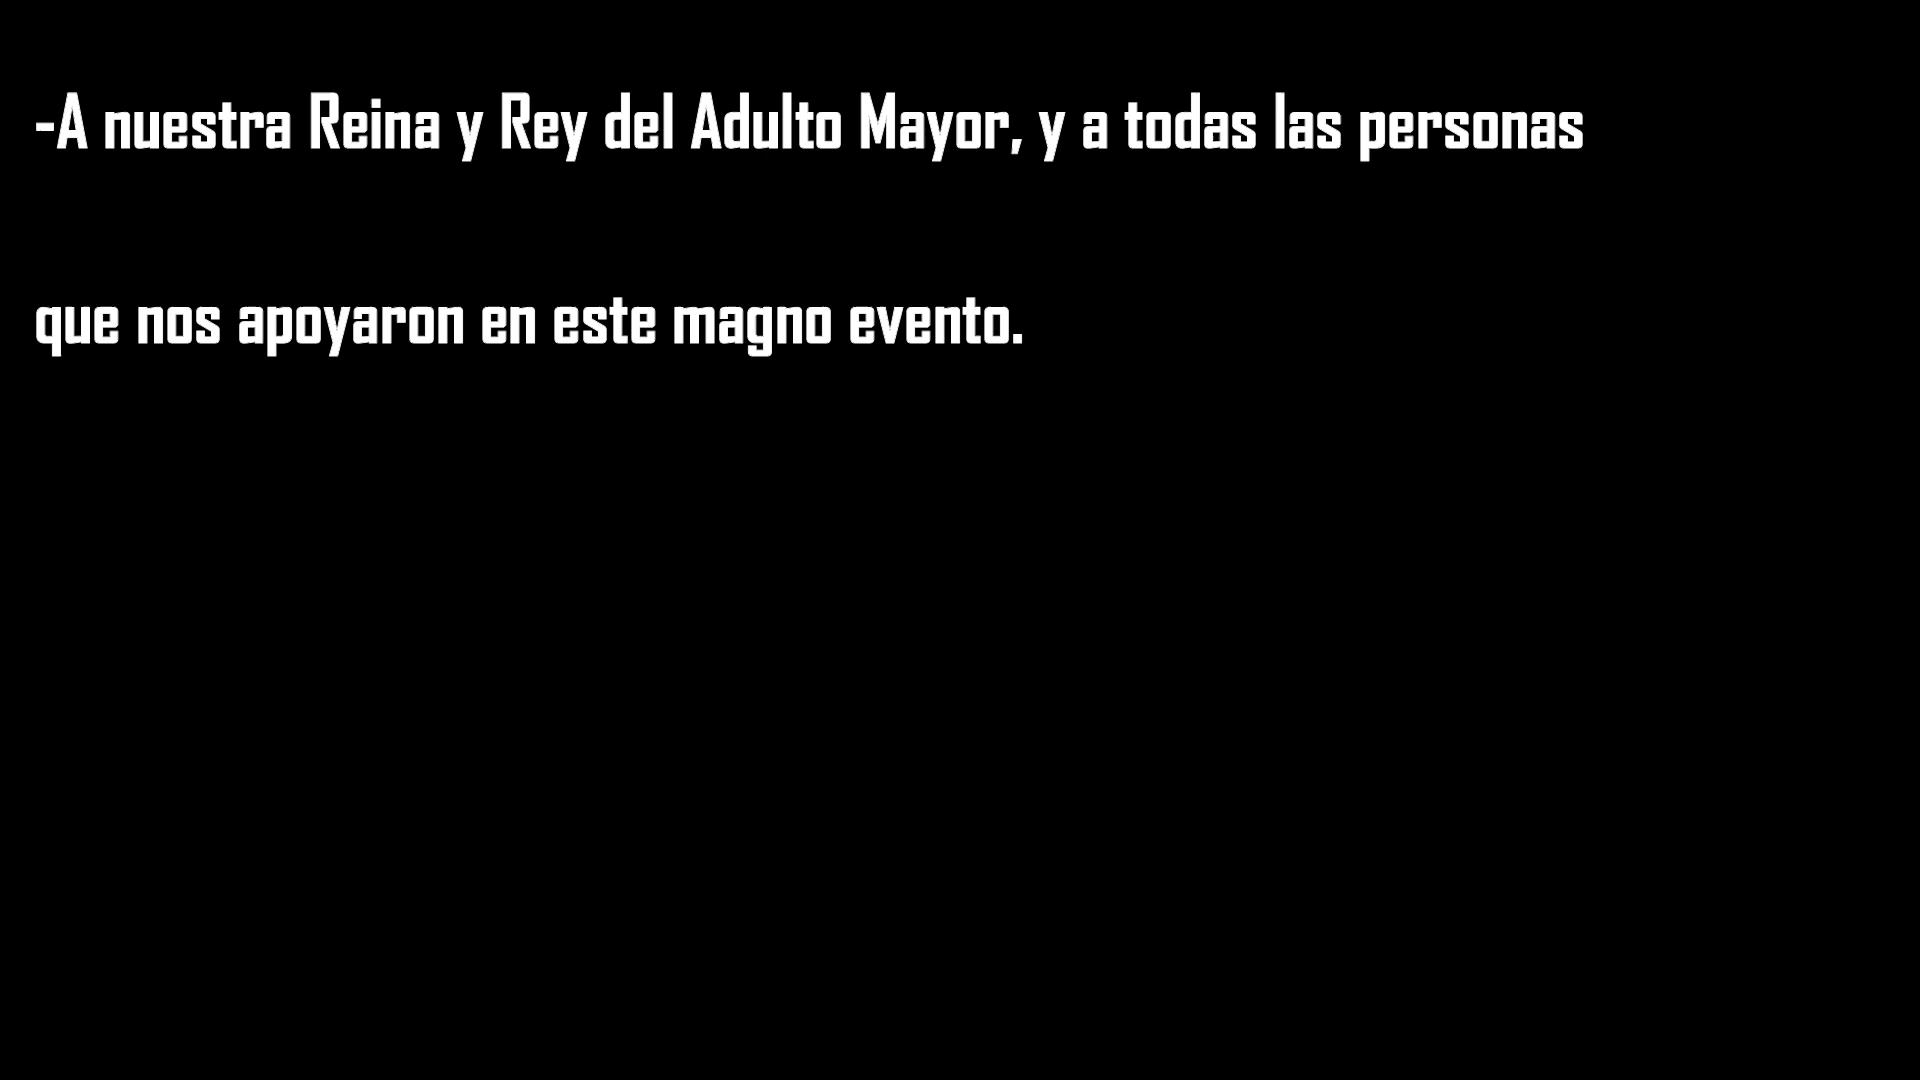 -A nuestra Reina y Rey del Adulto Mayor, y a todas las personas
que nos apoyaron en este magno evento.